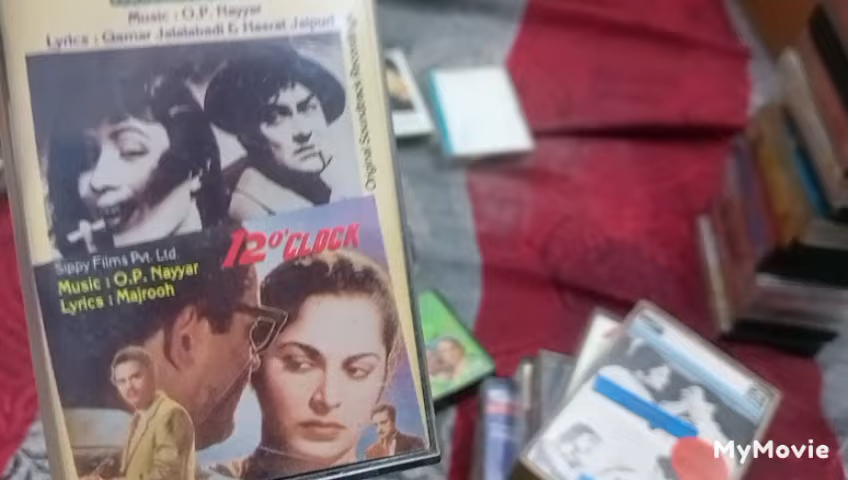 Music : O.P. Nayyar
Lyrics : Qamar Jalalabadi & Hasrat Jaipuri
Original Soundtrack Recordings
12 O'CLOCK
Sippy Films Pvt. Ltd.
Music : O.P. Nayyar
Lyrics : Majrooh
MyMovie